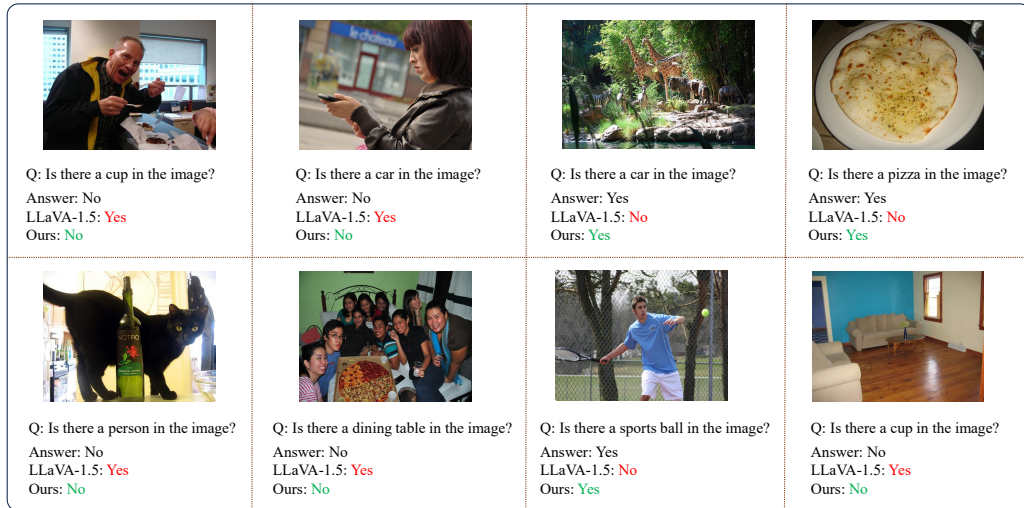 le chateau
Q: Is there a cup in the image?
Answer: No
LLaVA-1.5: Yes
Ours: No
Q: Is there a car in the image?
Answer: No
LLaVA-1.5: Yes
Ours: No
Q: Is there a car in the image?
Answer: Yes
LLaVA-1.5: No
Ours: Yes
Q: Is there a pizza in the image?
Answer: Yes
LLaVA-1.5: No
Ours: Yes
Q: Is there a person in the image?
Answer: No
LLaVA-1.5: Yes
Ours: No
Q: Is there a dining table in the image?
Answer: No
LLaVA-1.5: Yes
Ours: No
Q: Is there a sports ball in the image?
Answer: Yes
LLaVA-1.5: No
Ours: Yes
Q: Is there a cup in the image?
Answer: No
LLaVA-1.5: Yes
Ours: No